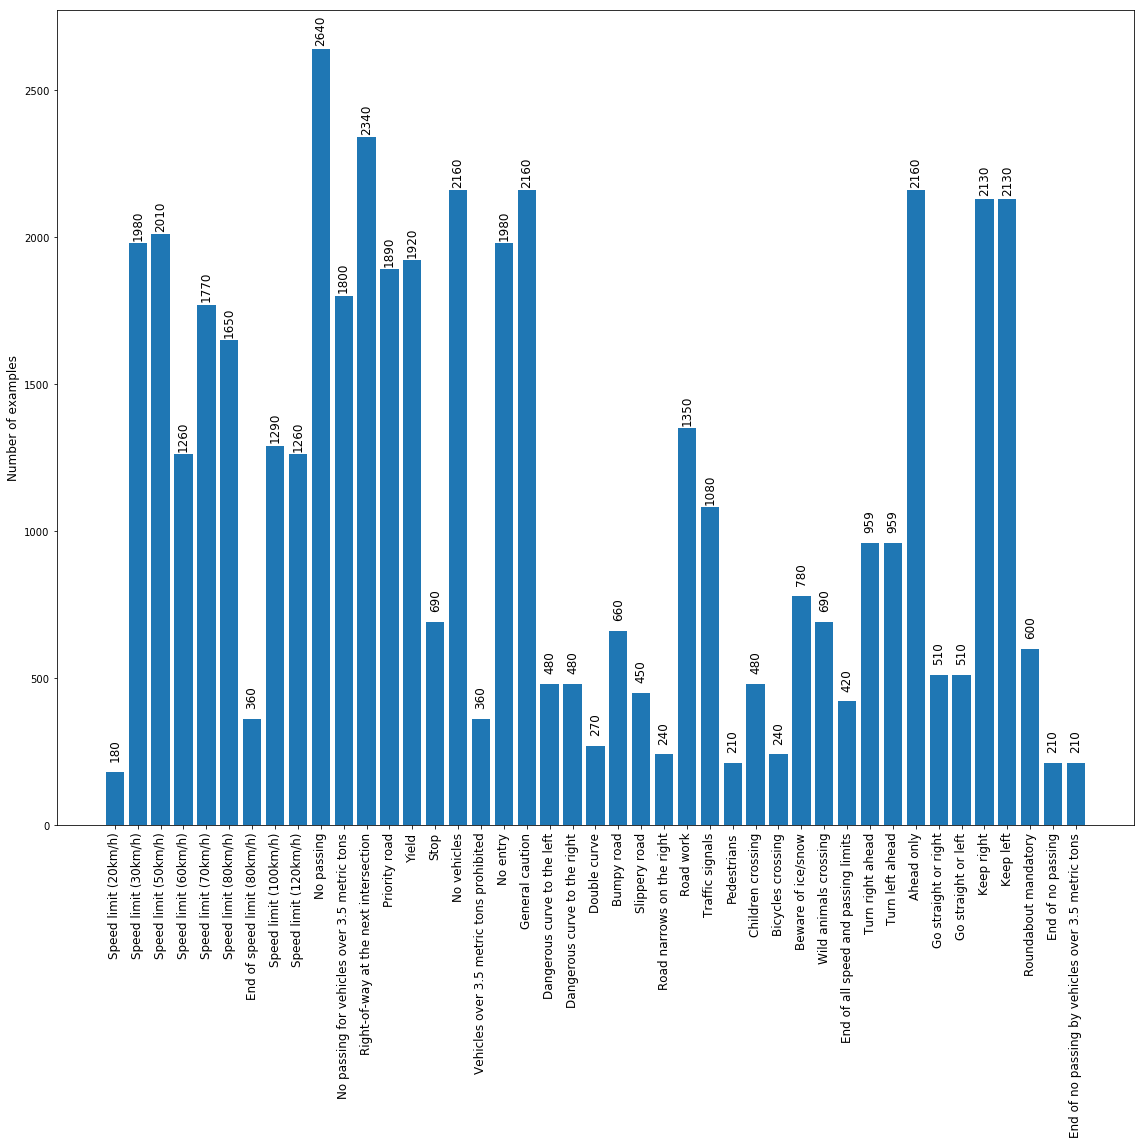 Number of examples
2500
2000
1500
1000
500
0
180
1980
2010
1260
1770
1650
360
1290
1260
2640
1800
2340
1890
1920
690
2160
360
1980
2160
480
480
270
660
450
240
1350
1080
210
480
240
780
690
420
959
959
2160
510
510
2130
2130
600
210
210
Speed limit (20km/h)
Speed limit (30km/h)
Speed limit (50km/h)
Speed limit (60km/h)
Speed limit (70km/h)
Speed limit (80km/h)
End of speed limit (80km/h)
Speed limit (100km/h)
Speed limit (120km/h)
No passing
No passing for vehicles over 3.5 metric tons
Right-of-way at the next intersection
Priority road
Yield
Stop
No vehicles
Vehicles over 3.5 metric tons prohibited
No entry
General caution
Dangerous curve to the left
Dangerous curve to the right
Double curve
Bumpy road
Slippery road
Road narrows on the right
Road work
Traffic signals
Pedestrians
Children crossing
Bicycles crossing
Beware of ice/snow
Wild animals crossing
End of all speed and passing limits
Turn right ahead
Turn left ahead
Ahead only
Go straight or right
Go straight or left
Keep right
Keep left
Roundabout mandatory
End of no passing
End of no passing by vehicles over 3.5 metric tons